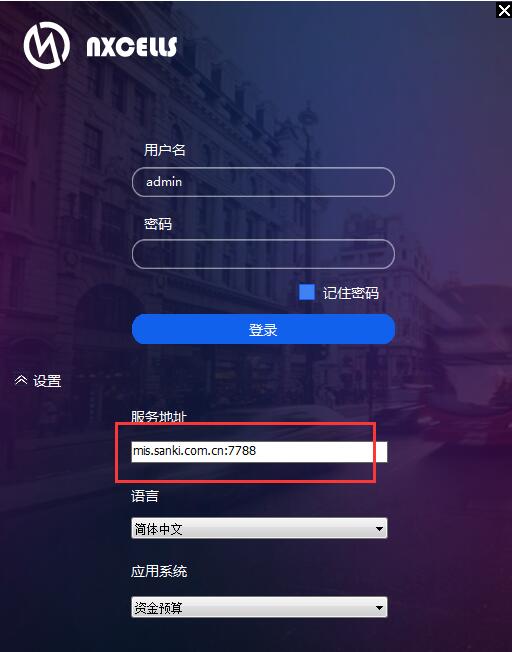 NXCELLS
用户名
admin
密码
记住密码
登录
设置
服务地址
mis.sanki.com.cn:7788
语言
简体中文
应用系统
资金预算